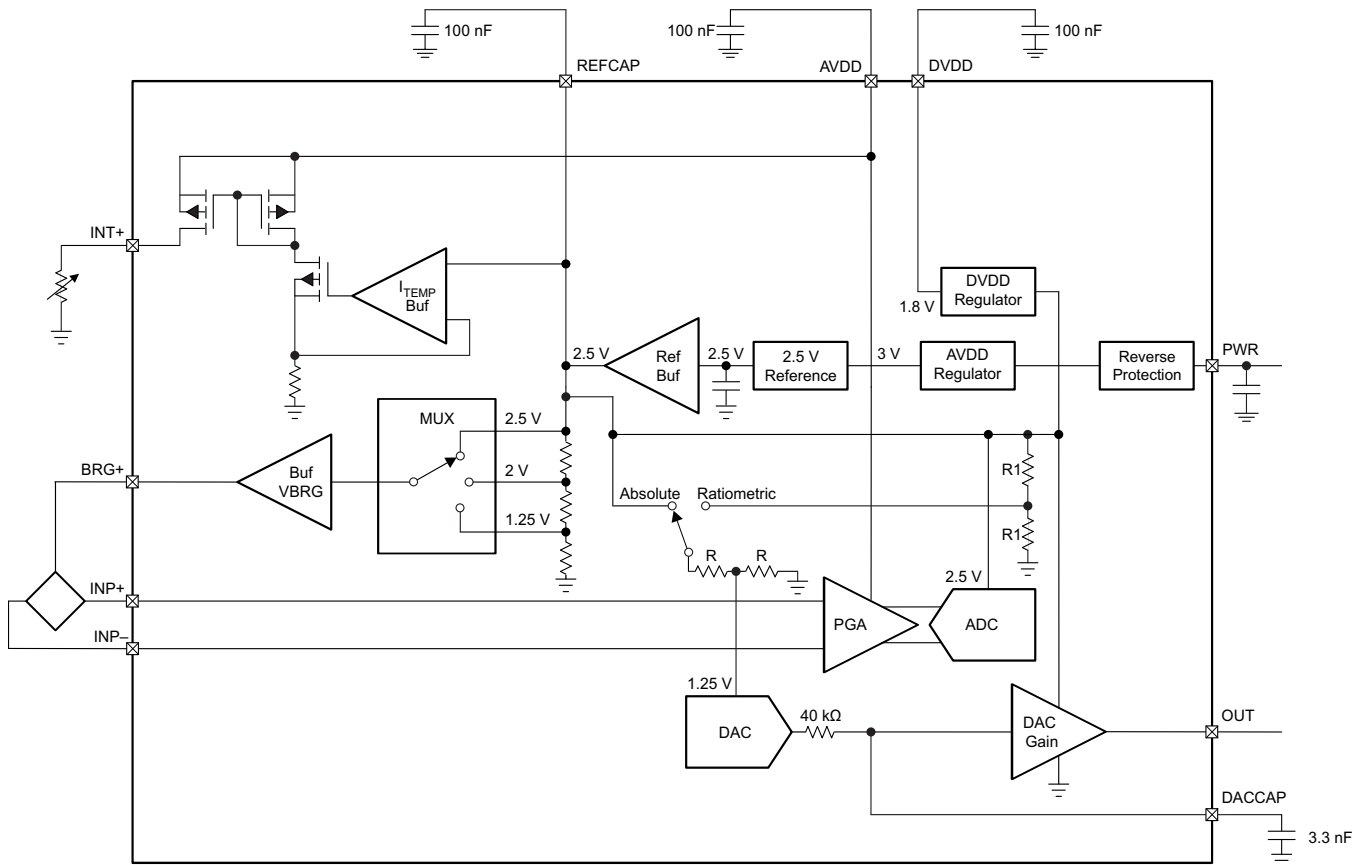 100 nF
100 nF
100 nF
REFCAP
AVDD
DVDD
INT+
ITEMP
Buf
DVDD
Regulator
1.8 V
2.5 V
Ref
Buf
2.5 V
2.5 V
Reference
3 V
AVDD
Regulator
Reverse
Protection
PWR
MUX
2.5 V
2 V
1.25 V
BRG+
Buf
VBRG
Absolute
Ratiometric
R1
R1
R
R
2.5 V
INP+
INP–
PGA
ADC
1.25 V
DAC
40 kΩ
DAC
Gain
OUT
DACCAP
3.3 nF